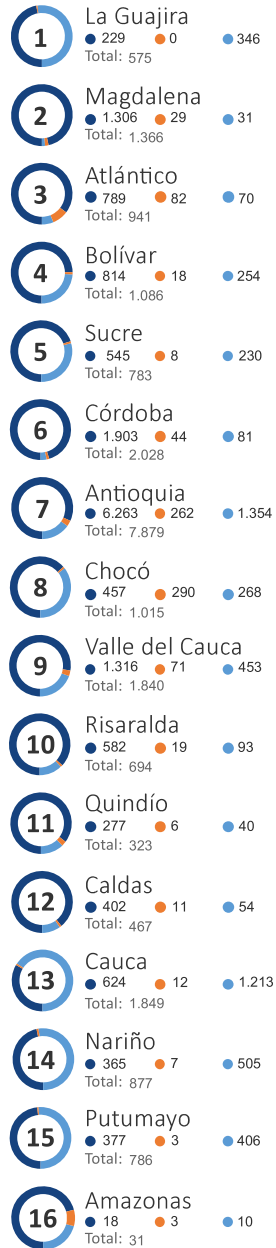 1
La Guajira
229 0 346
Total: 575
2
Magdalena
1.306 29 31
Total: 1.366
3
Atlántico
789 82 70
Total: 941
4
Bolívar
814 18 254
Total: 1.086
5
Sucre
545 8 230
Total: 783
6
Córdoba
1.903 44 81
Total: 2.028
7
Antioquia
6.263 262 1.354
Total: 7.879
8
Chocó
457 290 268
Total: 1.015
9
Valle del Cauca
1.316 71 453
Total: 1.840
10
Risaralda
582 19 93
Total: 694
11
Quindío
277 6 40
Total: 323
12
Caldas
402 11 54
Total: 467
13
Cauca
624 12 1.213
Total: 1.849
14
Nariño
365 7 505
Total: 877
15
Putumayo
377 3 406
Total: 786
16
Amazonas
18 3 10
Total: 31